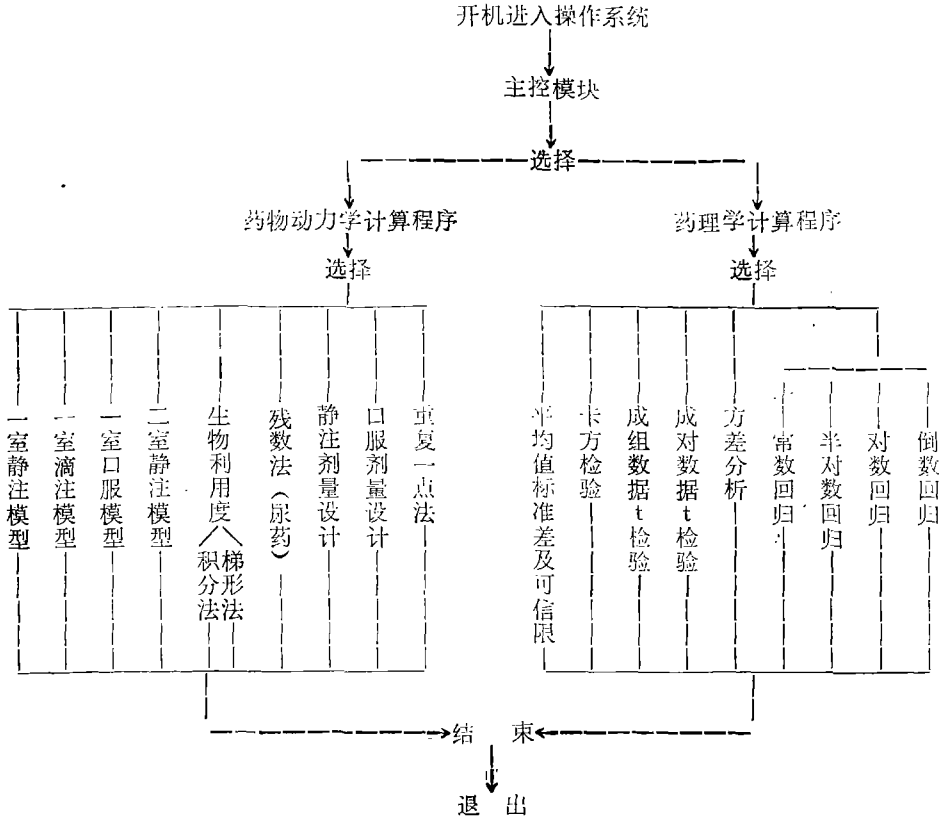 开机进入操作系统
主控模块
选择
药物动力学计算程序
药理学计算程序
选择
选择
一室静注模型
一室滴注模型
一室口服模型
二室静注模型
生物利用度
积分法
梯形法
残数法（尿药）
静注剂量设计
口服剂量设计
重复一点法
平均值标准差及可信限
卡方检验
成组数据t检验
成对数据t检验
方差分析
常数回归
半对数回归
对数回归
倒数回归
结 束
退 出